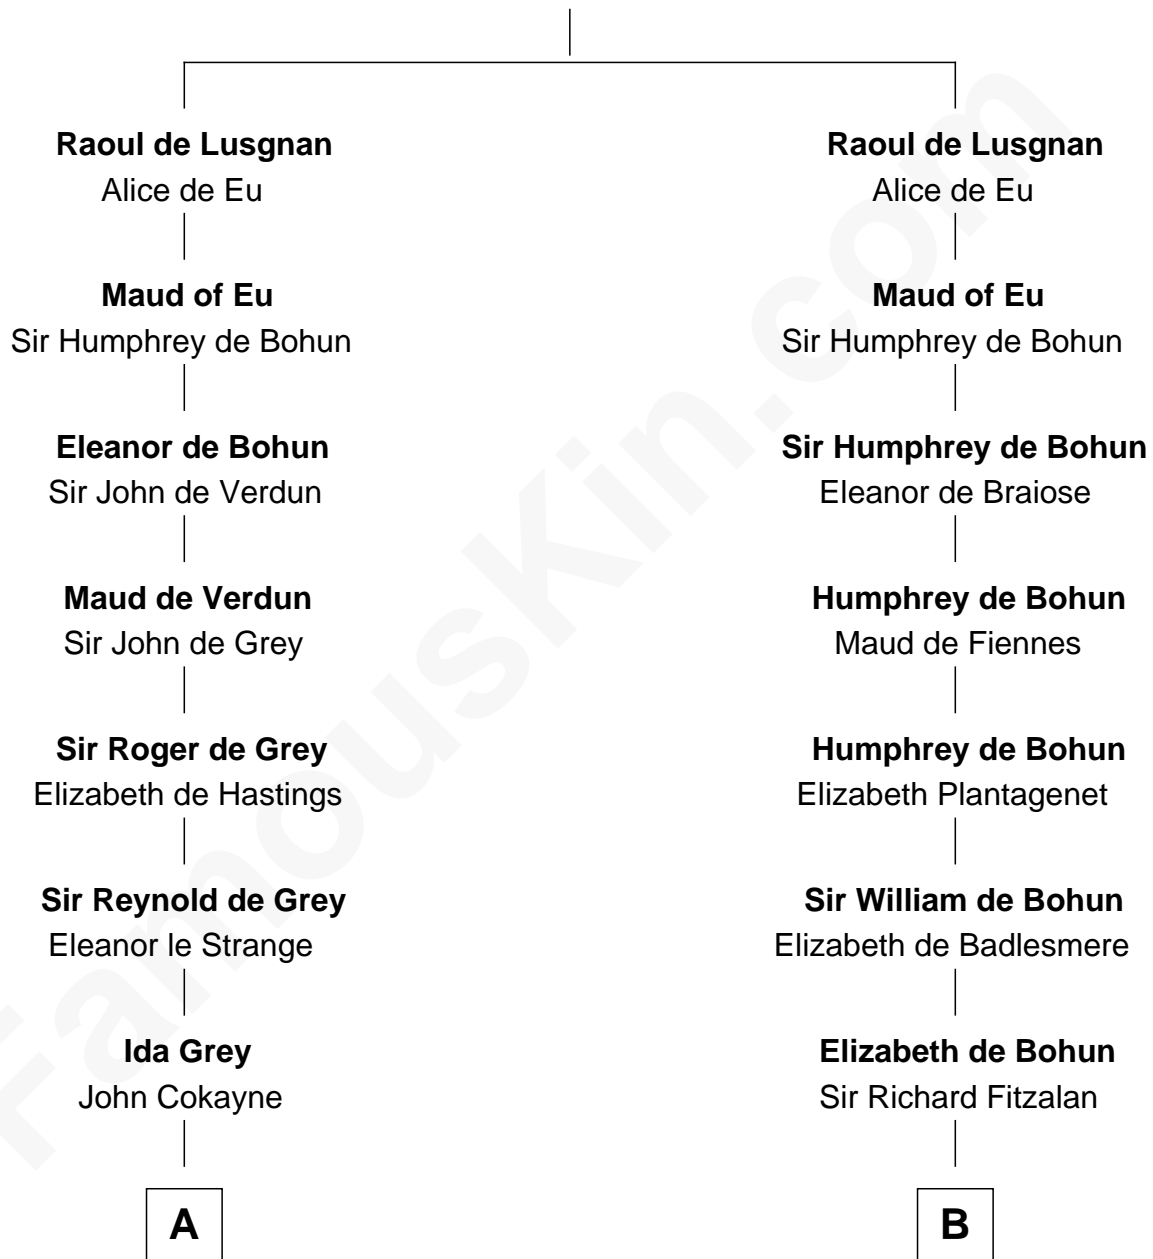 Raoul de Lusgnan
Alice de Eu
Maud of Eu
Sir Humphrey de Bohun
Eleanor de Bohun
Sir John de Verdun
Maud de Verdun
Sir John de Grey
Sir Roger de Grey
Elizabeth de Hastings
Sir Reynold de Grey
Eleanor le Strange
Ida Grey
John Cokayne
A
Raoul de Lusgnan
Alice de Eu
Maud of Eu
Sir Humphrey de Bohun
Sir Humphrey de Bohun
Eleanor de Braiose
Humphrey de Bohun
Maud de Fiennes
Humphrey de Bohun
Elizabeth Plantagenet
Sir William de Bohun
Elizabeth de Badlesmere
Elizabeth de Bohun
Sir Richard Fitzalan
B
FamousKin.com